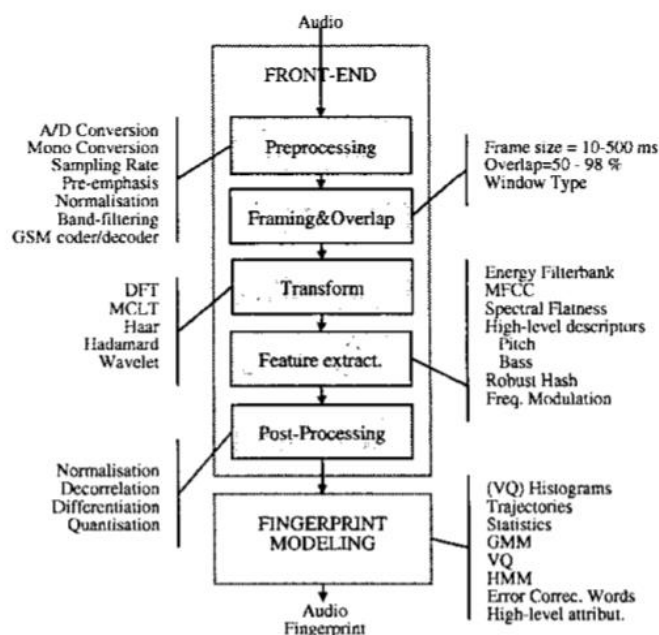 Audio
FRONT-END
A/D Conversion
Mono Conversion
Sampling Rate
Pre-emphasis
Normalisation
Band-filtering
GSM coder/decoder
Preprocessing
Framing&Overlap
Frame size = 10-500 ms
Overlap=50 - 98 %
Window Type
DFT
MCLT
Haar
Hadamard
Wavelet
Transform
Feature extract.
Energy Filterbank
MFCC
Spectral Flatness
High-level descriptors
Pitch
Bass
Robust Hash
Freq. Modulation
Post-Processing
Normalisation
Decorrelation
Differentiation
Quantisation
FINGERPRINT
MODELING
(VQ) Histograms
Trajectories
Statistics
GMM
VQ
HMM
Error Correc. Words
High-level attribut.
Audio
Fingerprint